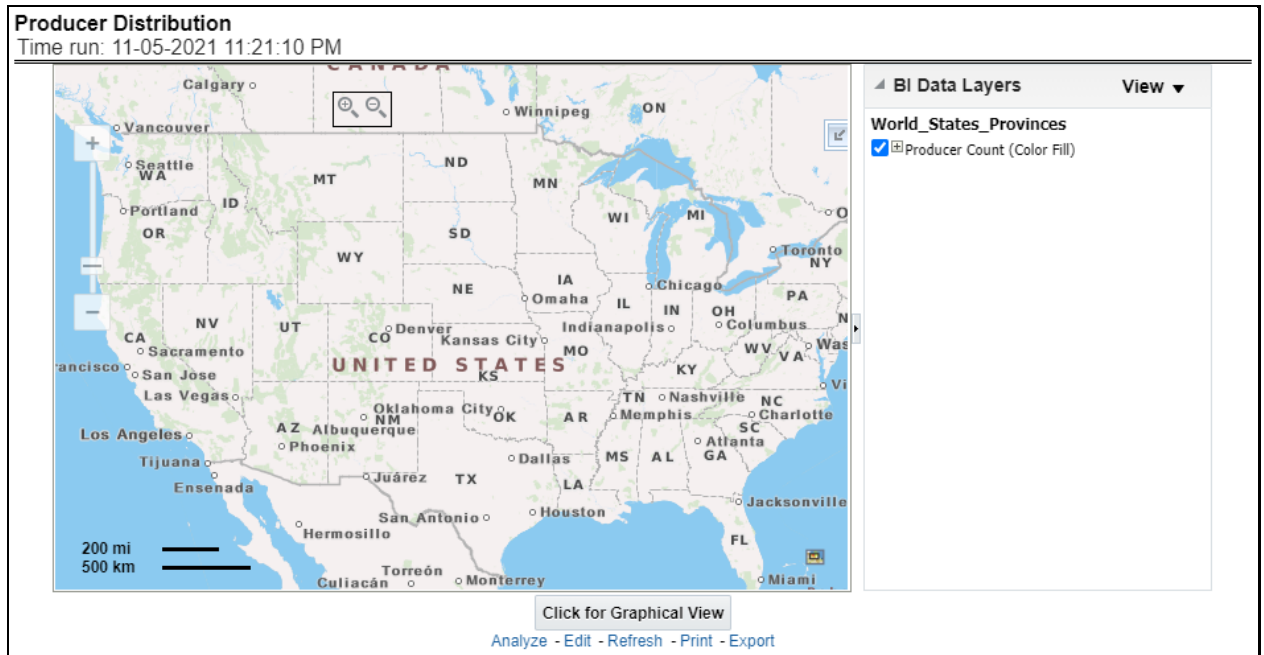 Producer Distribution
Time run: 11-05-2021 11:21:10 PM
CANADA
BI Data Layers View
World_States_Provinces
Producer Count (Color Fill)
Calgary
Winnipeg
ON
Vancouver
Seattle
WA
MT
ND
MN
Portland
ID
WI
MI
OR
SD
Toronto
NY
WY
IA
Chicago
NE
Omaha
IL
IN
OH
PA
NV
UT
Denver
CO
Kansas City
Indianapolis
Columbus
CA
Sacramento
MO
WV
VA
Was
UNITED STATES
KS
KY
rancisco
San Jose
Las Vegas
TN
Nashville
NC
Vi
Oklahoma City
OK
AR
Memphis
Charlotte
NM
Albuquerque
AZ
SC
Los Angeles
Phoenix
Atlanta
GA
Tijuana
Dallas
MS
AL
Ensenada
Juárez
TX
LA
Jacksonville
San Antonio
Houston
Hermosillo
FL
200 mi
500 km
Torreón
Culiacán
Monterrey
Miami
Click for Graphical View
Analyze - Edit - Refresh - Print - Export